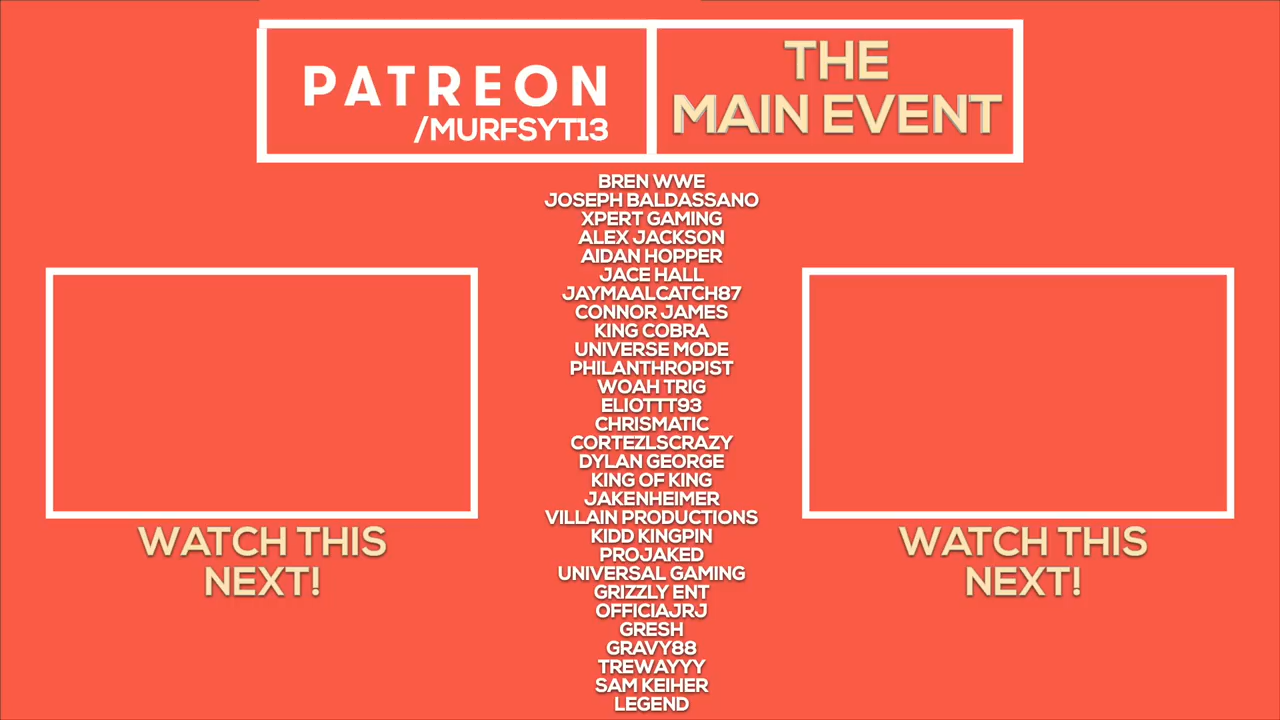 PATREON
/MURFSYT13
THE
MAIN EVENT
BREN WWE
JOSEPH BALDASSANO
XPERT GAMING
ALEX JACKSON
AIDAN HOPPER
JACE HALL
JAYMAALCATCH87
CONNOR JAMES
KING COBRA
UNIVERSE MODE
PHILANTHROPIST
WOAH TRIG
ELIOTTT93
CHRISMATIC
CORTEZLSCRAZY
DYLAN GEORGE
KING OF KING
JAKENHEIMER
VILLAIN PRODUCTIONS
KIDD KINGPIN
PROJAKED
UNIVERSAL GAMING
GRIZZLY ENT
OFFICIAJRJ
GRESH
GRAVY88
TREWAYYY
SAM KEIHER
LEGEND
WATCH THIS
NEXT!
WATCH THIS
NEXT!